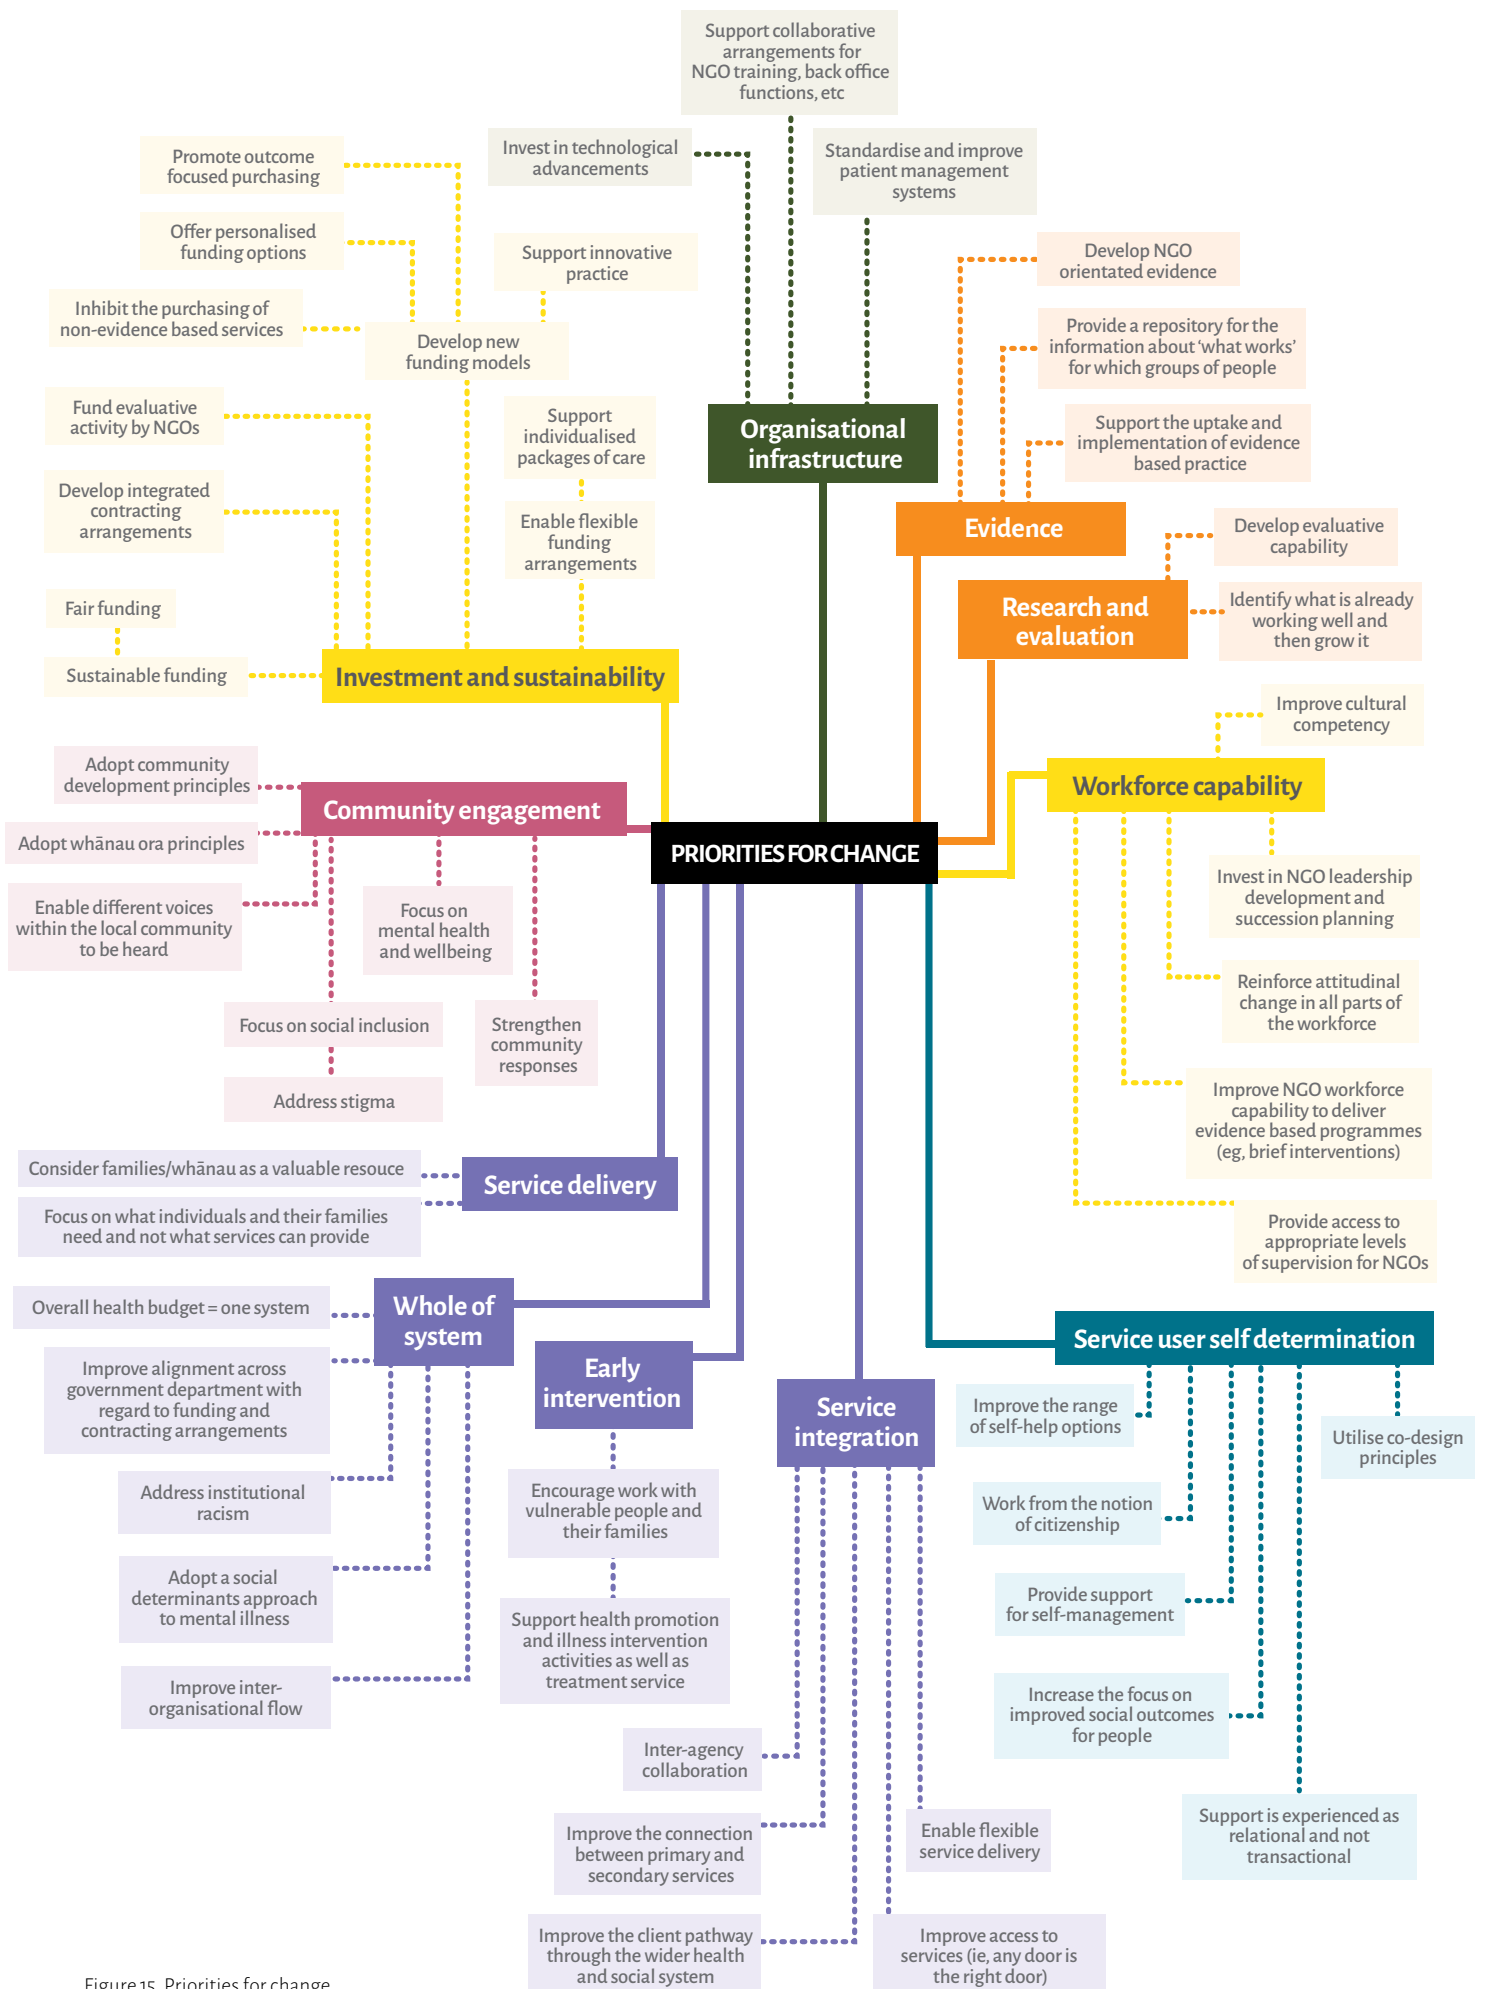 Support collaborative
arrangements for
NGO training, back office
functions, etc
Invest in technological
advancements
Standardise and improve
patient management
systems
Promote outcome
focused purchasing
Offer personalised
funding options
Support innovative
practice
Inhibit the purchasing of
non-evidence based services
Develop new
funding models
Fund evaluative
activity by NGOs
Support
individualised
packages of care
Develop integrated
contracting
arrangements
Enable flexible
funding
arrangements
Fair funding
Sustainable funding
Investment and sustainability
Organisational
infrastructure
Develop NGO
orientated evidence
Provide a repository for the
information about ‘what works’
for which groups of people
Support the uptake and
implementation of evidence
based practice
Evidence
Develop evaluative
capability
Research and
evaluation
Identify what is already
working well and
then grow it
Improve cultural
competency
Workforce capability
Invest in NGO leadership
development and
succession planning
Reinforce attitudinal
change in all parts of
the workforce
Improve NGO workforce
capability to deliver
evidence based programmes
(eg, brief interventions)
Provide access to
appropriate levels
of supervision for NGOs
Adopt community
development principles
Community engagement
PRIORITIES FOR CHANGE
Adopt whānau ora principles
Enable different voices
within the local community
to be heard
Focus on
mental health
and wellbeing
Focus on social inclusion
Strengthen
community
responses
Address stigma
Consider families/whānau as a valuable resouce
Service delivery
Focus on what individuals and their families
need and not what services can provide
Overall health budget = one system
Whole of
system
Improve alignment across
government department with
regard to funding and
contracting arrangements
Address institutional
racism
Adopt a social
determinants approach
to mental illness
Improve inter-
organisational flow
Early
intervention
Encourage work with
vulnerable people and
their families
Support health promotion
and illness intervention
activities as well as
treatment service
Service
integration
Inter-agency
collaboration
Improve the connection
between primary and
secondary services
Improve the client pathway
through the wider health
and social system
Enable flexible
service delivery
Improve access to
services (ie, any door is
the right door)
Service user self determination
Improve the range
of self-help options
Utilise co-design
principles
Work from the notion
of citizenship
Provide support
for self-management
Increase the focus on
improved social outcomes
for people
Support is experienced as
relational and not
transactional
Figure 15. Priorities for change